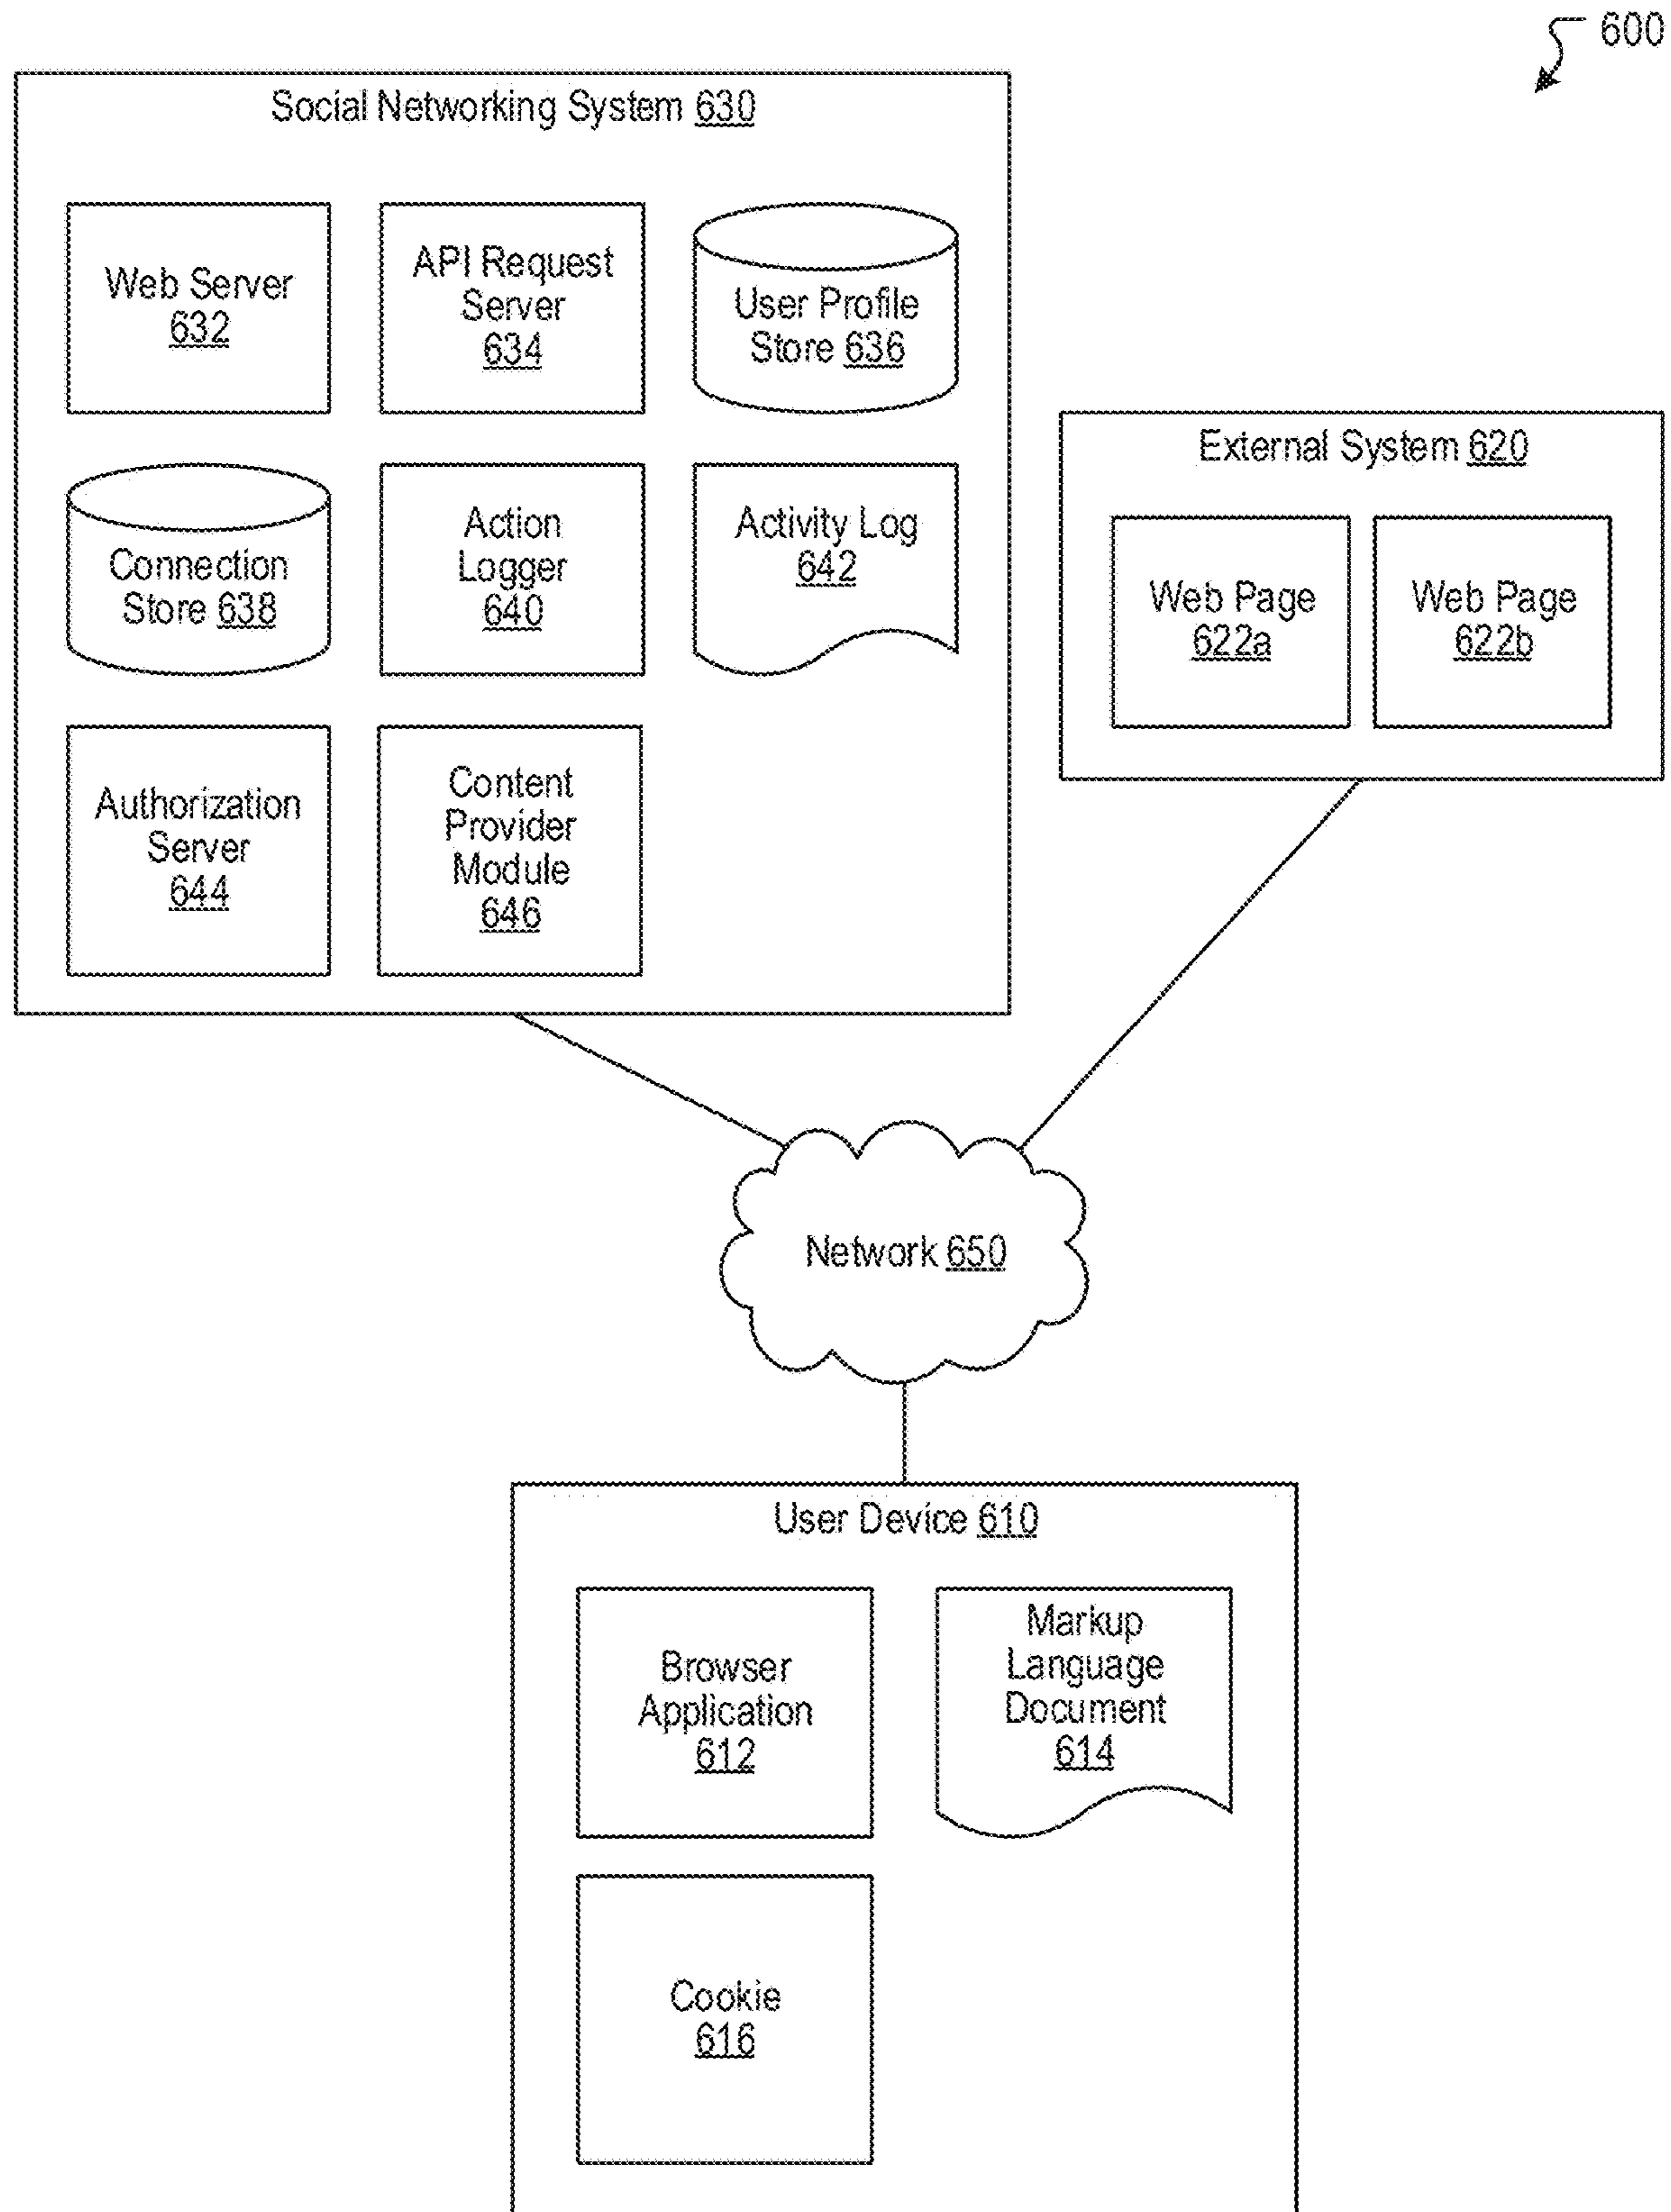 600
Social Networking System 630
Web Server
632
API Request
Server
634
User Profile
Store 636
Connection
Store 638
Action
Logger
640
Activity Log
642
Authorization
Server
644
Content
Provider
Module
646
External System 620
Web Page
622a
Web Page
622b
Network 650
User Device 610
Browser
Application
612
Markup
Language
Document
614
Cookie
616